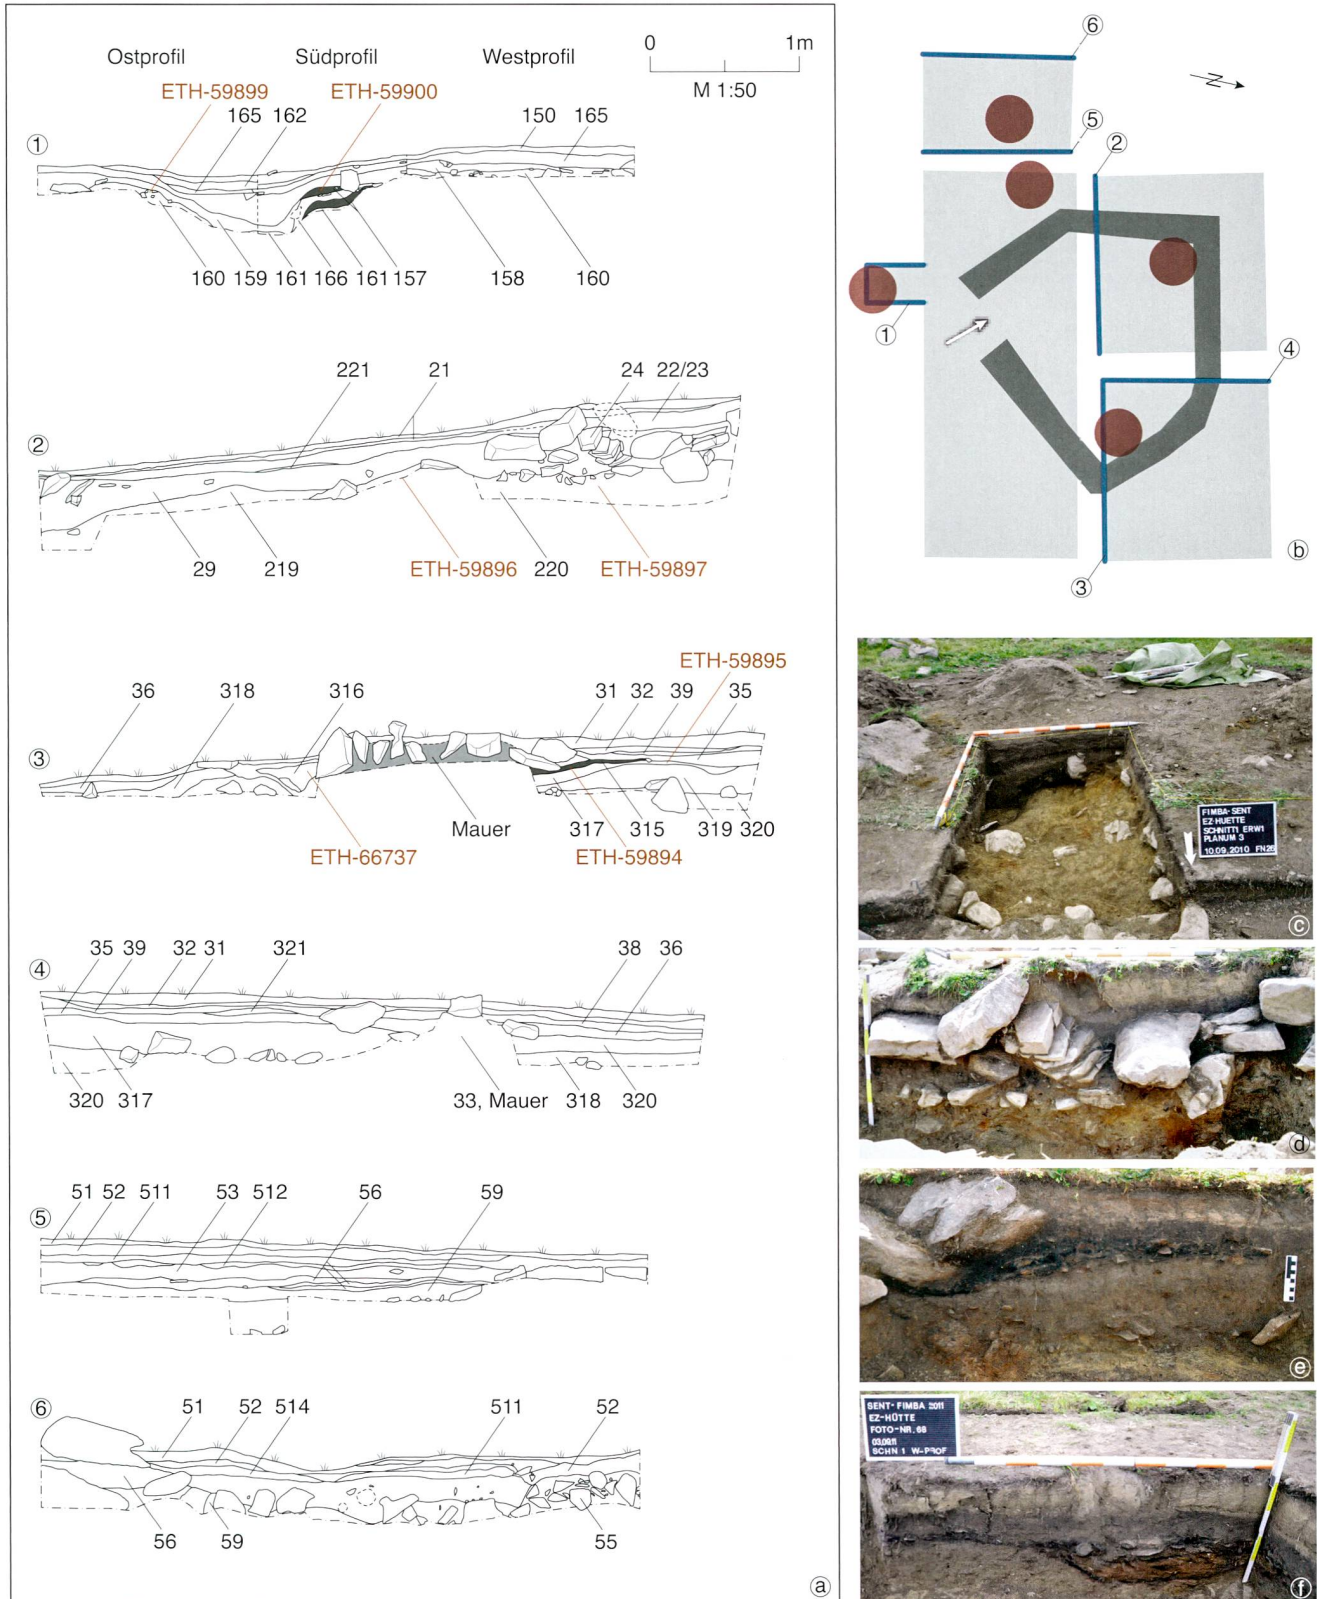 Ostprofil Südprofil Westprofil
0 1m
M 1:50
①
ETH-59899 ETH-59900
165 162 150 165
160 159 161 166 161 157 158 160
②
221 21 24 22/23
29 219 ETH-59896 220 ETH-59897
③
ETH-59895
36 318 316 31 32 39 35
Mauer 317 315 319 320
ETH-66737 ETH-59894
④
35 39 32 31 321 38 36
320 317 33, Mauer 318 320
⑤
51 52 511 53 512 56 59
⑥
51 52 514 511 52
56 59 55
ⓐ
⑥
N
⑤
②
①
④
③
ⓑ
FIMBA-SENT
EZ-HUETTE
SCHNITT1 ERW1
PLANUM 3
10.09.2010 FN26
ⓒ
ⓓ
ⓔ
SENT-FIMBA 2011
EZ-HÜTTE
FOTO-NR. 68
03.09.11
SCHN 1 W-PROF
ⓕ